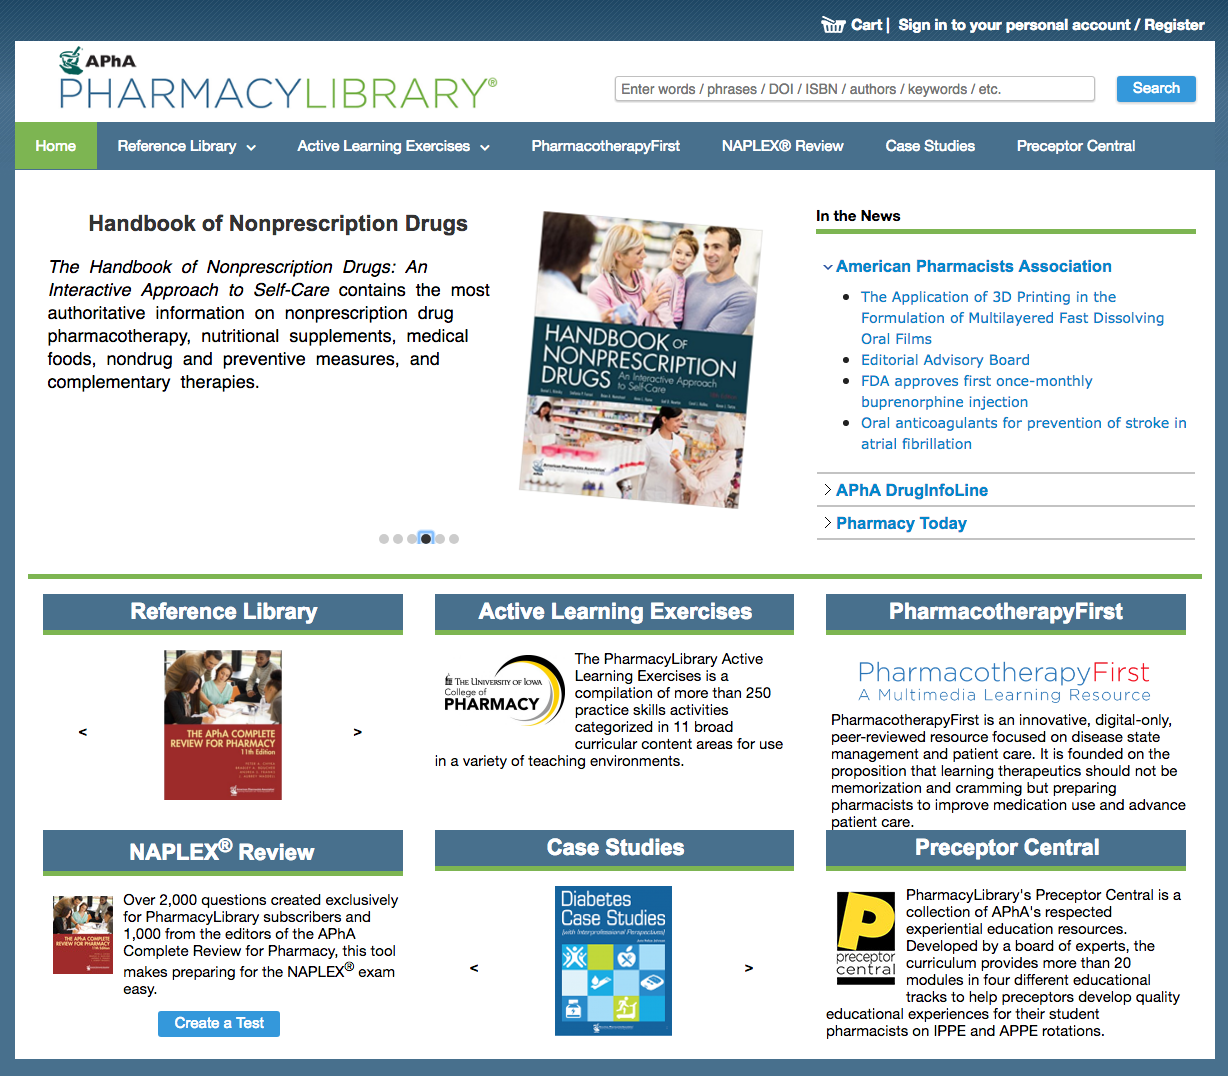 Cart | Sign in to your personal account / Register
APhA
PHARMACYLIBRARY®
Enter words / phrases / DOI / ISBN / authors / keywords / etc.
Search
Home
Reference Library
Active Learning Exercises
PharmacotherapyFirst
NAPLEX® Review
Case Studies
Preceptor Central
Handbook of Nonprescription Drugs
The Handbook of Nonprescription Drugs: An
Interactive Approach to Self-Care contains the most
authoritative information on nonprescription drug
pharmacotherapy, nutritional supplements, medical
foods, nondrug and preventive measures, and
complementary therapies.
HANDBOOK OF
NONPRESCRIPTION
DRUGS An Interactive Approach
to Self-Care
American Pharmacists Association
In the News
American Pharmacists Association
The Application of 3D Printing in the
Formulation of Multilayered Fast Dissolving
Oral Films
Editorial Advisory Board
FDA approves first once-monthly
buprenorphine injection
Oral anticoagulants for prevention of stroke in
atrial fibrillation
> APhA DrugInfoLine
> Pharmacy Today
Reference Library
<
THE APhA COMPLETE
REVIEW FOR PHARMACY
11th Edition
>
Active Learning Exercises
THE UNIVERSITY OF IOWA
College of
PHARMACY
The PharmacyLibrary Active
Learning Exercises is a
compilation of more than 250
practice skills activities
categorized in 11 broad
curricular content areas for use
in a variety of teaching environments.
PharmacotherapyFirst
PharmacotherapyFirst
A Multimedia Learning Resource
PharmacotherapyFirst is an innovative, digital-only,
peer-reviewed resource focused on disease state
management and patient care. It is founded on the
proposition that learning therapeutics should not be
memorization and cramming but preparing
pharmacists to improve medication use and advance
patient care.
NAPLEX® Review
THE APhA COMPLETE
REVIEW FOR PHARMACY
11th Edition
Over 2,000 questions created exclusively
for PharmacyLibrary subscribers and
1,000 from the editors of the APhA
Complete Review for Pharmacy, this tool
makes preparing for the NAPLEX® exam
easy.
Create a Test
Case Studies
<
Diabetes
Case Studies
(with Interprofessional Perspectives)
>
Preceptor Central
P
preceptor
central
PharmacyLibrary's Preceptor Central is a
collection of APhA's respected
experiential education resources.
Developed by a board of experts, the
curriculum provides more than 20
modules in four different educational
tracks to help preceptors develop quality
educational experiences for their student
pharmacists on IPPE and APPE rotations.